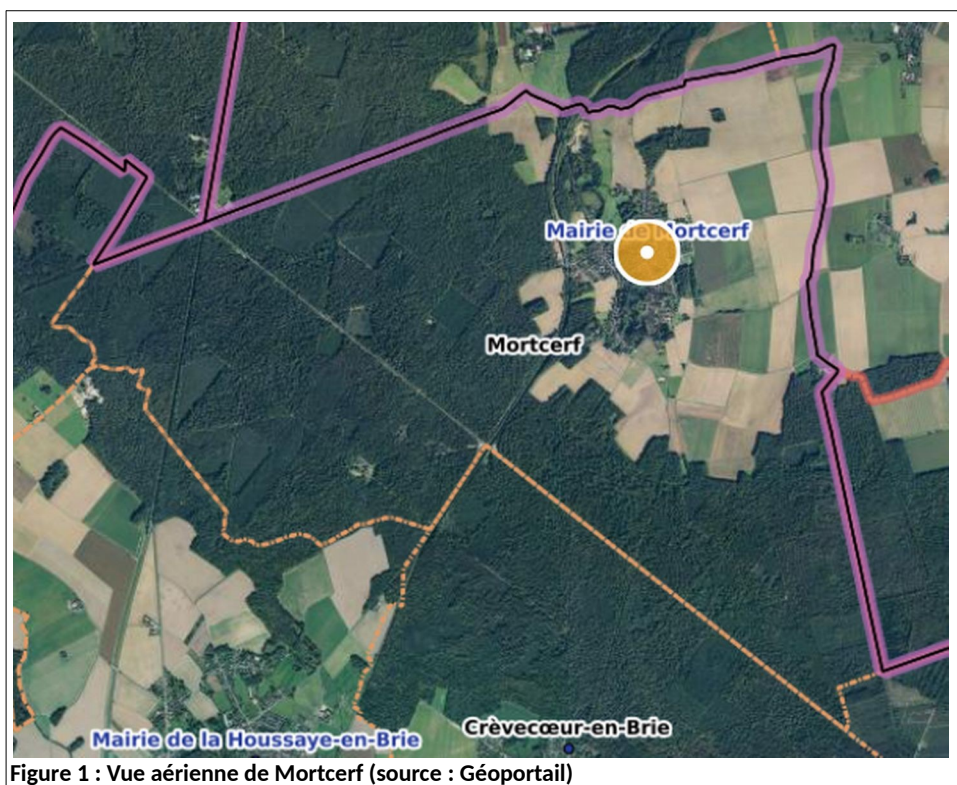 Mairie de Mortcerf
Mortcerf
Crèvecœur-en-Brie
Mairie de la Houssaye-en-Brie
Figure 1 : Vue aérienne de Mortcerf (source : Géoportail)